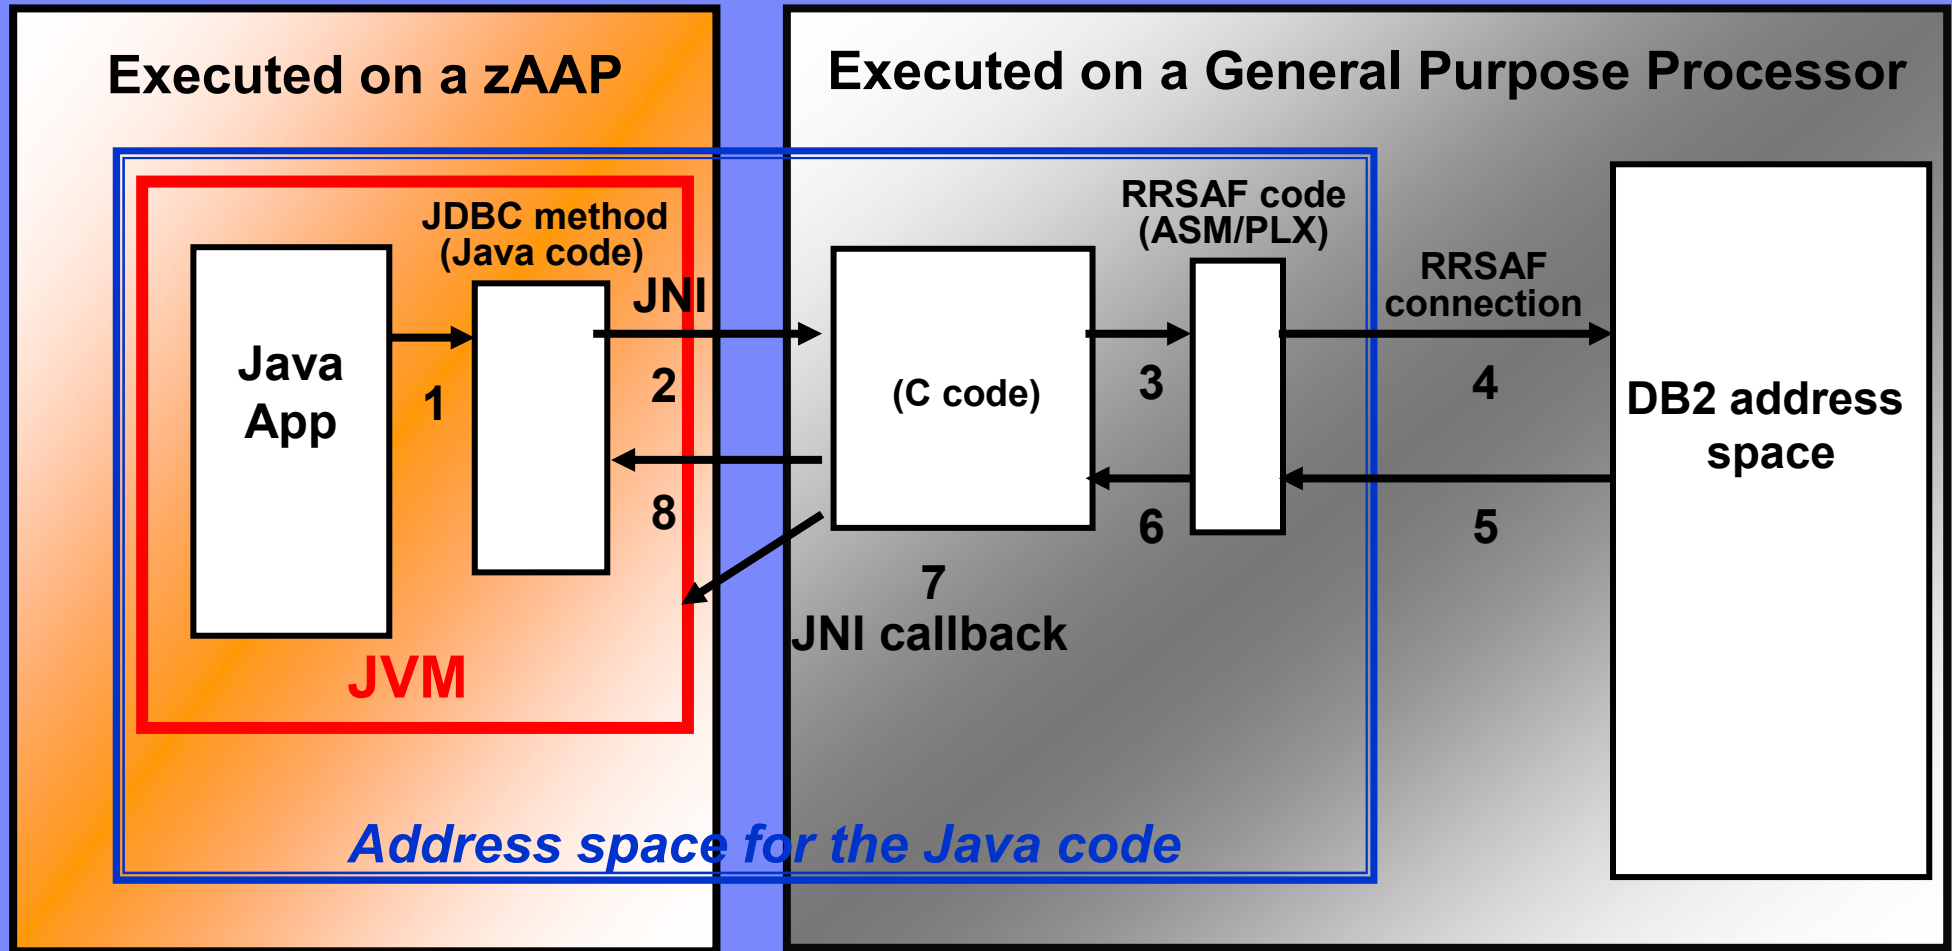 Executed on a zAAP
Executed on a General Purpose Processor
JDBC method
(Java code)
JNI
RRSAF code
(ASM/PLX)
RRSAF
connection
Java
App
1
2
(C code)
3
4
DB2 address
space
8
6
5
7
JNI callback
JVM
Address space for the Java code